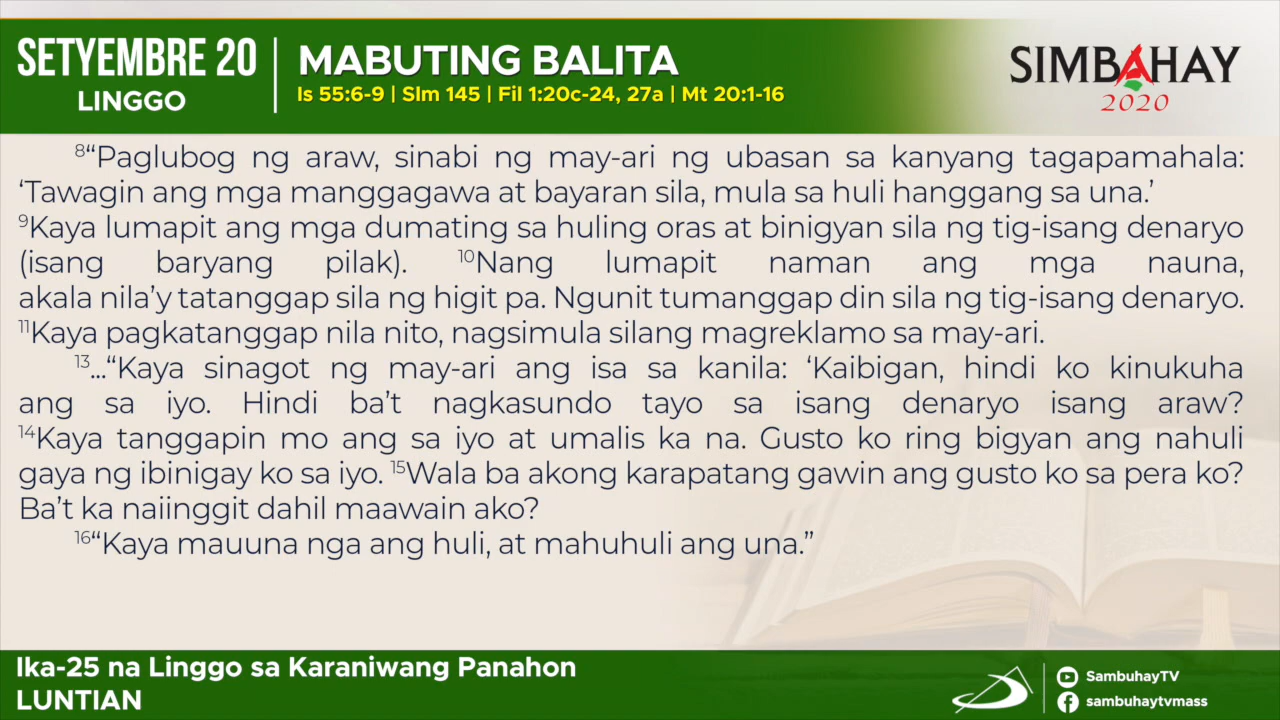 SETYEMBRE 20
LINGGO
MABUTING BALITA
Is 55:6-9 | Slm 145 | Fil 1:20c-24, 27a | Mt 20:1-16
SIMBAHAY
2020
8“Paglubog ng araw, sinabi ng may-ari ng ubasan sa kanyang tagapamahala:
‘Tawagin ang mga manggagawa at bayaran sila, mula sa huli hanggang sa una.’
9Kaya lumapit ang mga dumating sa huling oras at binigyan sila ng tig-isang denaryo
(isang baryang pilak). 10Nang lumapit naman ang mga nauna,
akala nila’y tatanggap sila ng higit pa. Ngunit tumanggap din sila ng tig-isang denaryo.
11Kaya pagkatanggap nila nito, nagsimula silang magreklamo sa may-ari.
13...“Kaya sinagot ng may-ari ang isa sa kanila: ‘Kaibigan, hindi ko kinukuha
ang sa iyo. Hindi ba’t nagkasundo tayo sa isang denaryo isang araw?
14Kaya tanggapin mo ang sa iyo at umalis ka na. Gusto ko ring bigyan ang nahuli
gaya ng ibinigay ko sa iyo. 15Wala ba akong karapatang gawin ang gusto ko sa pera ko?
Ba’t ka naiinggit dahil maawain ako?
16“Kaya mauuna nga ang huli, at mahuhuli ang una.”
Ika-25 na Linggo sa Karaniwang Panahon
LUNTIAN
SambuhayTV
sambuhaytvmass